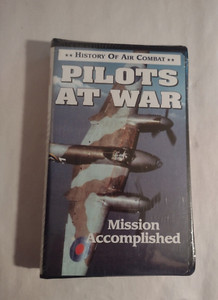 ★★ HISTORY OF AIR COMBAT ★★
PILOTS
AT WAR
Mission
Accomplished